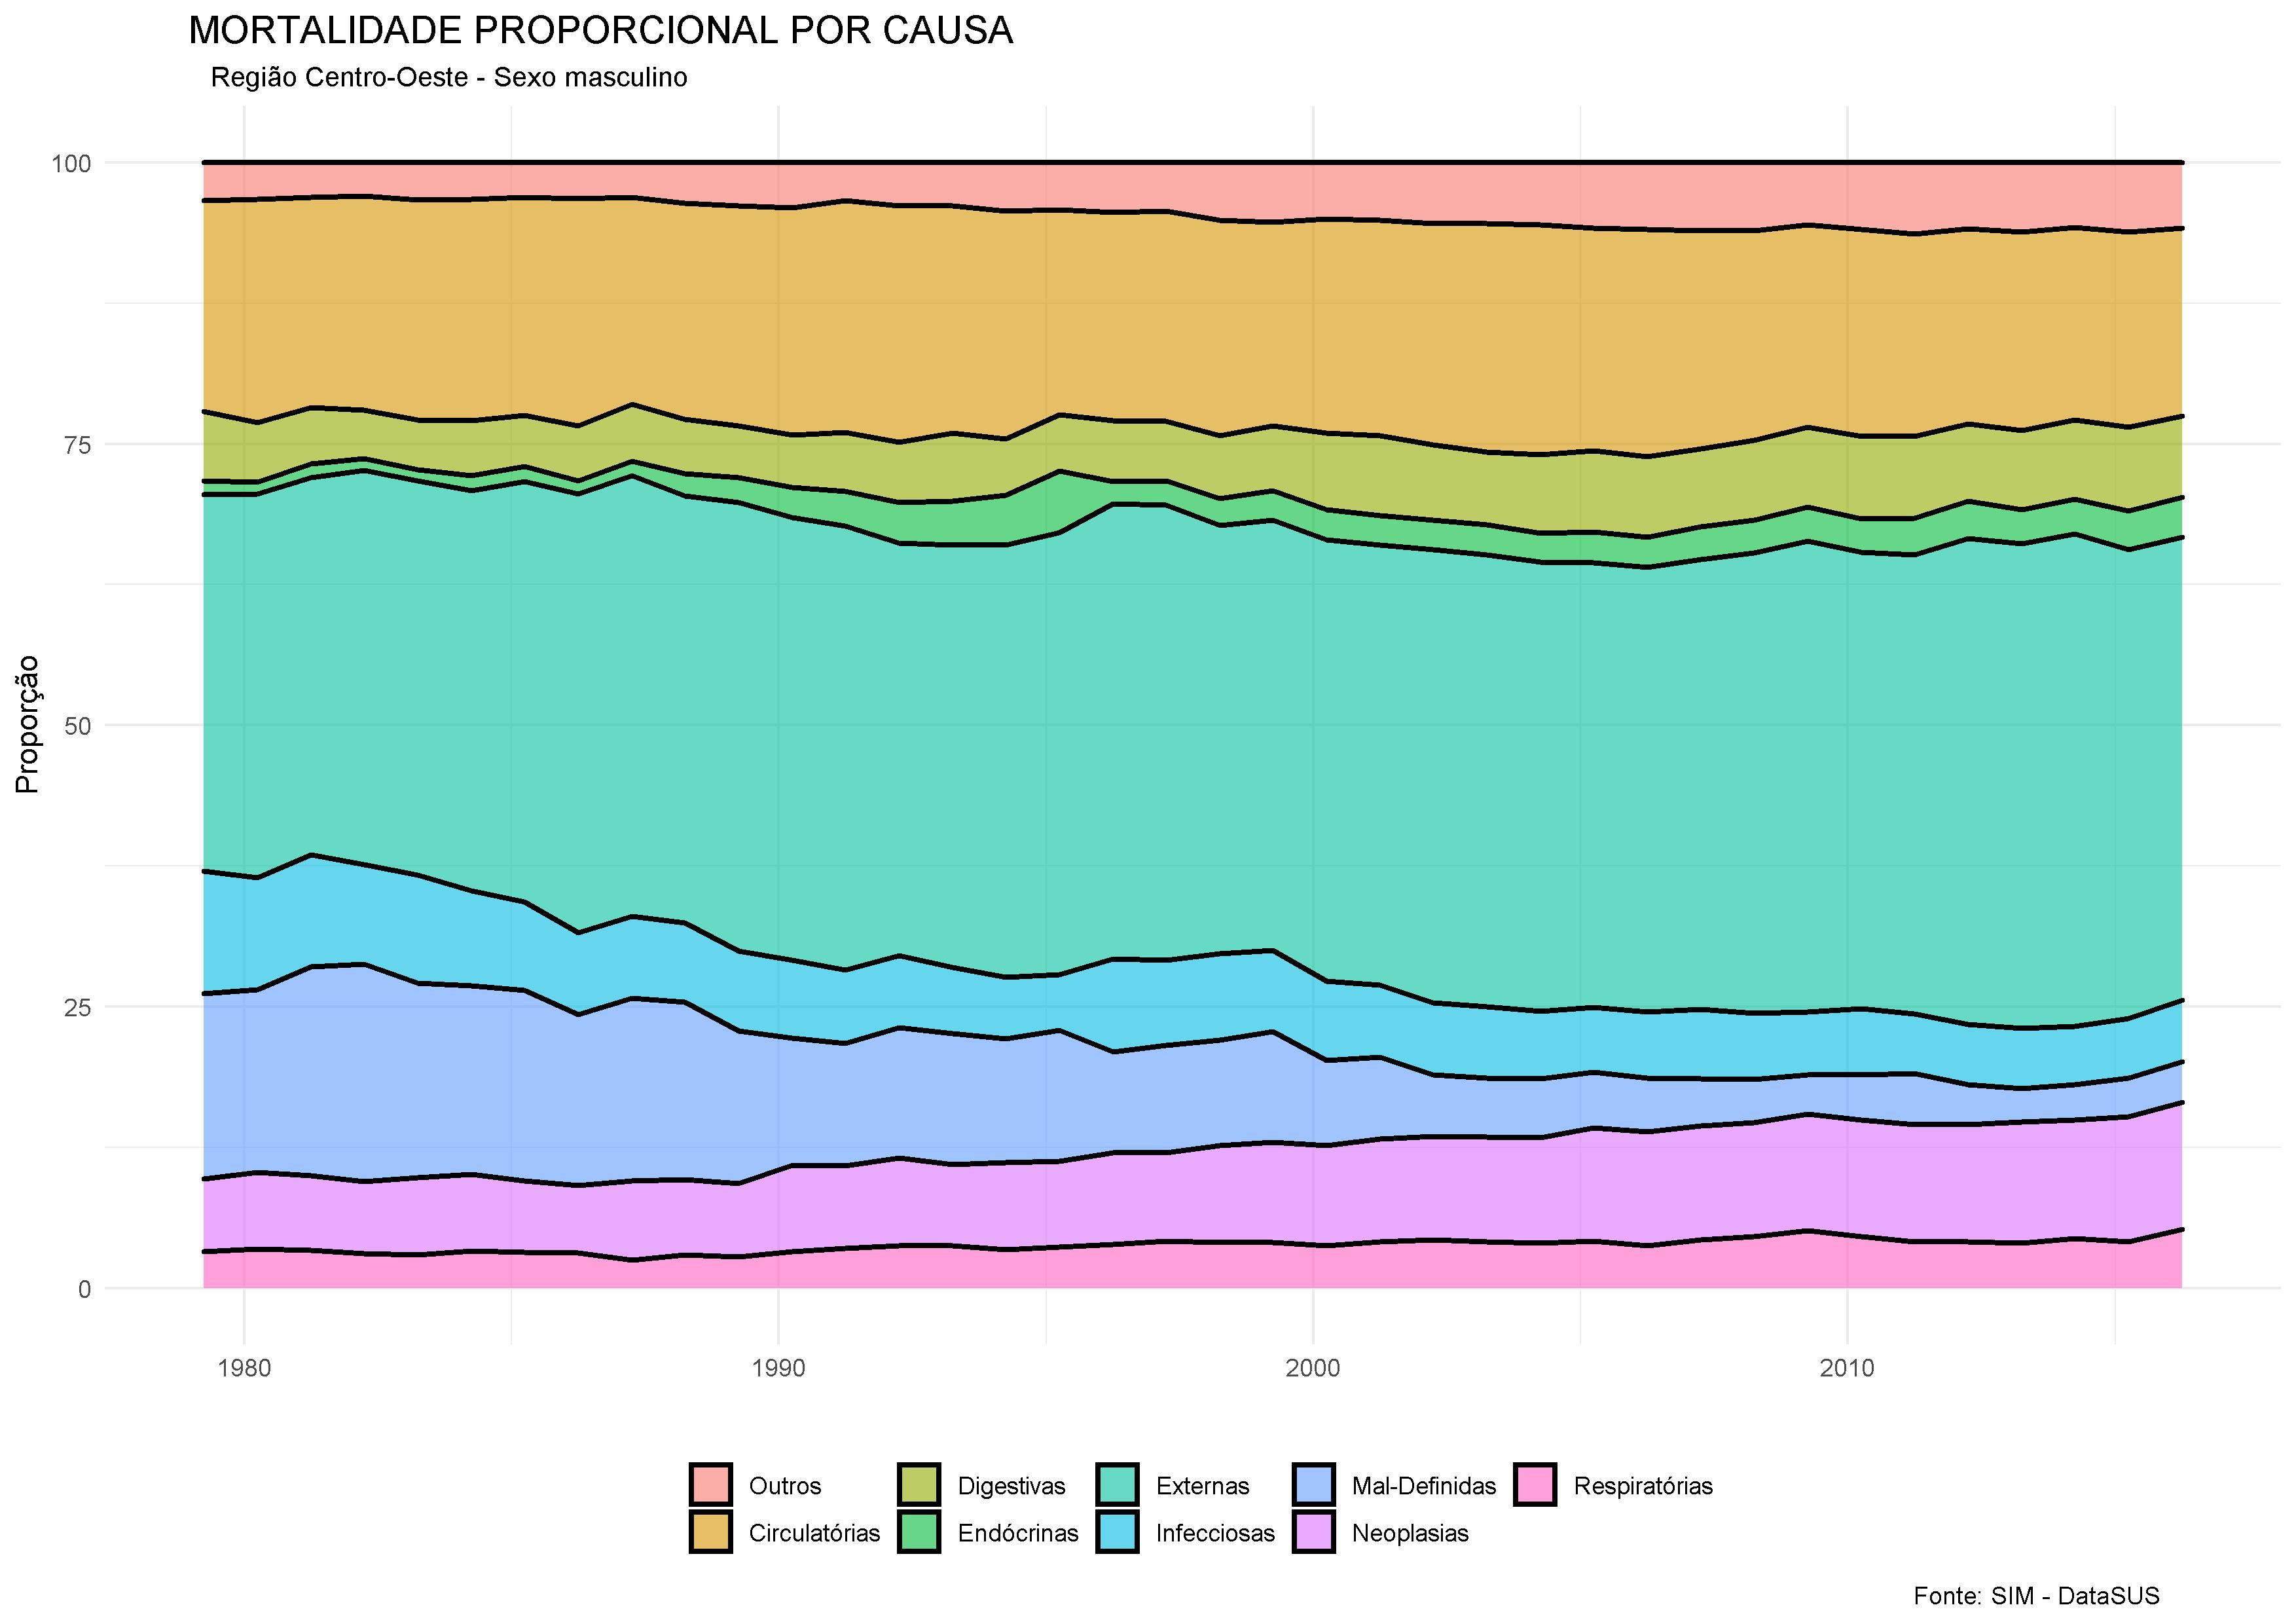 MORTALIDADE PROPORCIONAL POR CAUSA
Região Centro-Oeste - Sexo masculino
100
75
50
25
0
Proporção
1980 1990 2000 2010
Outros Digestivas Externas Mal-Definidas Respiratórias
Circulatórias Endócrinas Infecciosas Neoplasias
Fonte: SIM - DataSUS